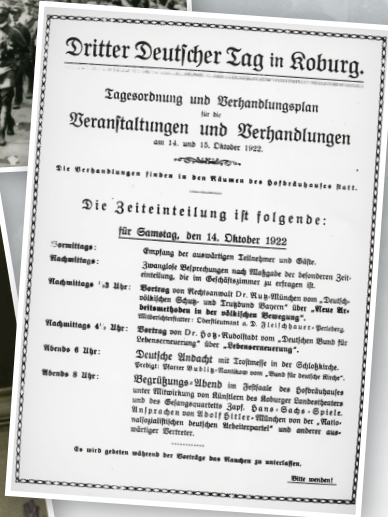 Dritter Deutscher Tag in Koburg.
Tagesordnung und Verhandlungsplan
für die
Veranstaltungen und Verhandlungen
am 14. und 15. Oktober 1922.
Die Verhandlungen finden in den Räumen des Hofbräuhauses statt.
Die Zeiteinteilung ist folgende:
für Samstag, den 14. Oktober 1922
Vormittags: Empfang der auswärtigen Teilnehmer und Gäste.
Nachmittags: Zwanglose Besprechungen nach Maßgabe der besonderen Zeit-
einteilung, die im Geschäftszimmer zu erfragen ist.
Nachmittags ½3 Uhr: Vortrag von Rechtsanwalt Dr. Rutz-München vom „Deutsch-
völkischen Schutz- und Trutzbund Bayern“ über „Neue Ar-
beitsmethoden in der völkischen Bewegung“.
Mitberichterstatter: Oberstleutnant a. D. Fleischhauer-Perleberg.
Nachmittags 4½ Uhr: Vortrag von Dr. Hotz-Rudolstadt vom „Deutschen Bund für
Lebenserneuerung“ über „Lebenserneuerung“.
Abends 6 Uhr: Deutsche Andacht mit Trostmesse in der Schloßkirche.
Predigt: Pfarrer Bublitz-Nantikow vom „Bund für deutsche Kirche“.
Abends 8 Uhr: Begrüßungs-Abend im Festsaale des Hofbräuhauses
unter Mitwirkung von Künstlern des Koburger Landestheaters
und des Gesangsquartetts Zapf. Hans-Sachs-Spiele.
Ansprachen von Adolf Hitler-München von der „Natio-
nalsozialistischen deutschen Arbeiterpartei“ und anderer aus-
wärtiger Vertreter.
Es wird gebeten während der Vorträge das Rauchen zu unterlassen.
Bitte wenden!